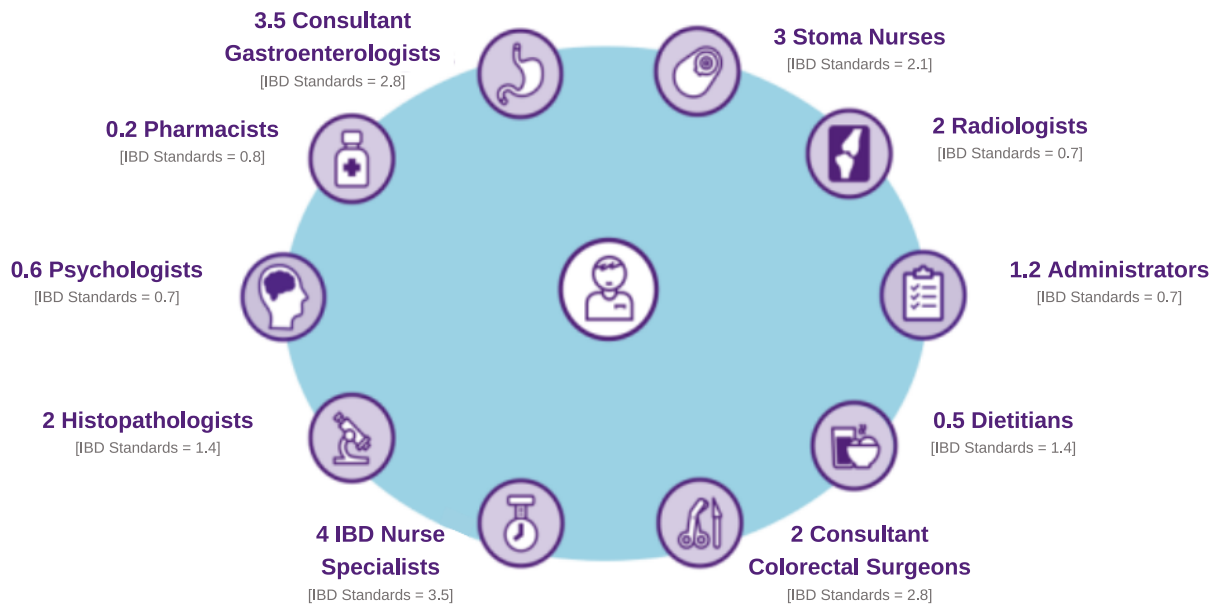 3.5 Consultant
Gastroenterologists
[IBD Standards = 2.8]
3 Stoma Nurses
[IBD Standards = 2.1]
0.2 Pharmacists
[IBD Standards = 0.8]
2 Radiologists
[IBD Standards = 0.7]
0.6 Psychologists
[IBD Standards = 0.7]
1.2 Administrators
[IBD Standards = 0.7]
2 Histopathologists
[IBD Standards = 1.4]
0.5 Dietitians
[IBD Standards = 1.4]
4 IBD Nurse
Specialists
[IBD Standards = 3.5]
2 Consultant
Colorectal Surgeons
[IBD Standards = 2.8]